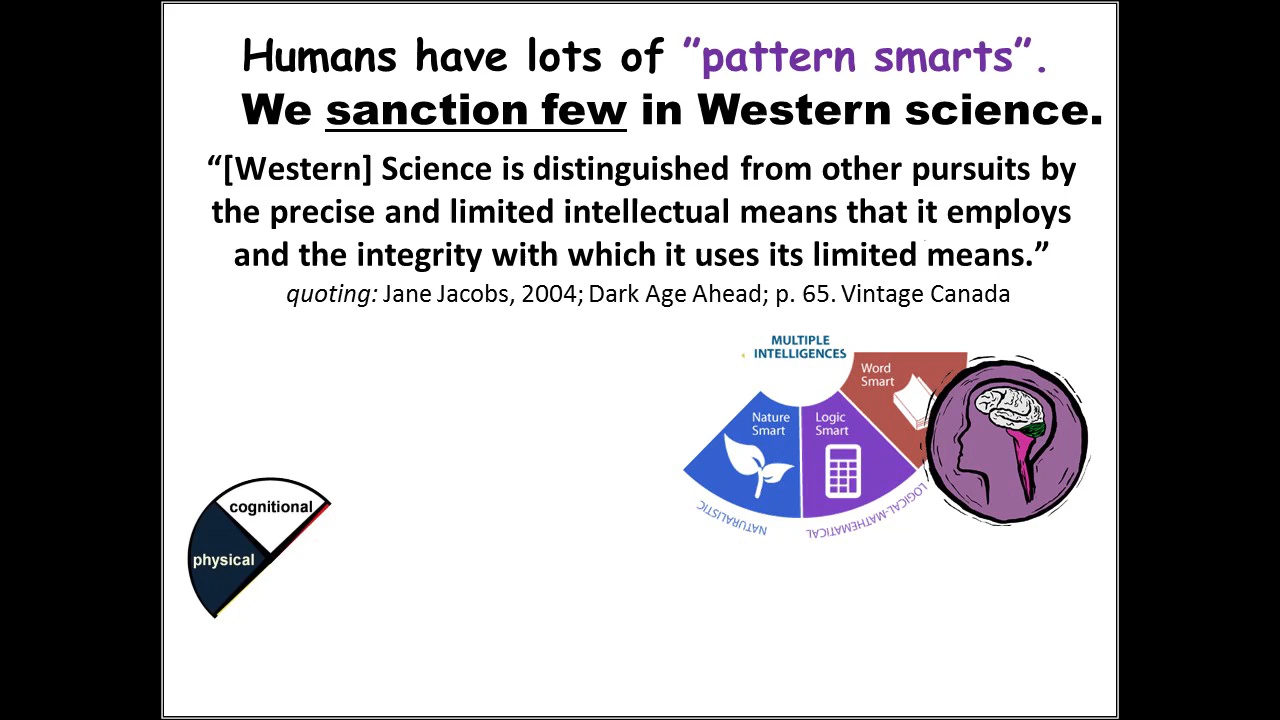 Humans have lots of ”pattern smarts”.
We sanction few in Western science.
“[Western] Science is distinguished from other pursuits by
the precise and limited intellectual means that it employs
and the integrity with which it uses its limited means.”
quoting: Jane Jacobs, 2004; Dark Age Ahead; p. 65. Vintage Canada
MULTIPLE
INTELLIGENCES
Word
Smart
Nature
Smart
Logic
Smart
NATURALISTIC
LOGICAL-MATHEMATICAL
cognitional
physical